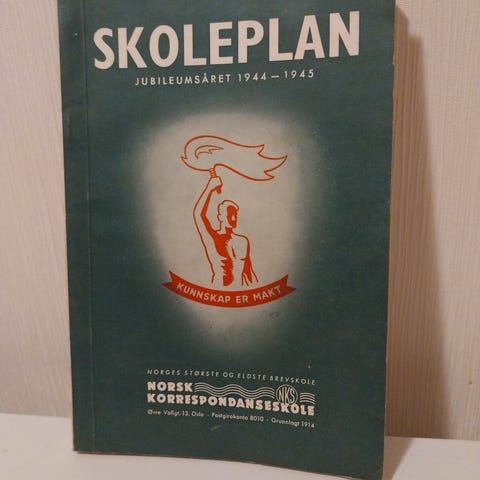 SKOLEPLAN
JUBILEUMSÅRET 1944 – 1945
KUNNSKAP ER MAKT
NORGES STØRSTE OG ELDSTE BREVSKOLE
NORSK
NKS
KORRESPONDANSESKOLE
Øvre Vollgt. 13, Oslo · Postgirokonto 8010 · Grunnlagt 1914